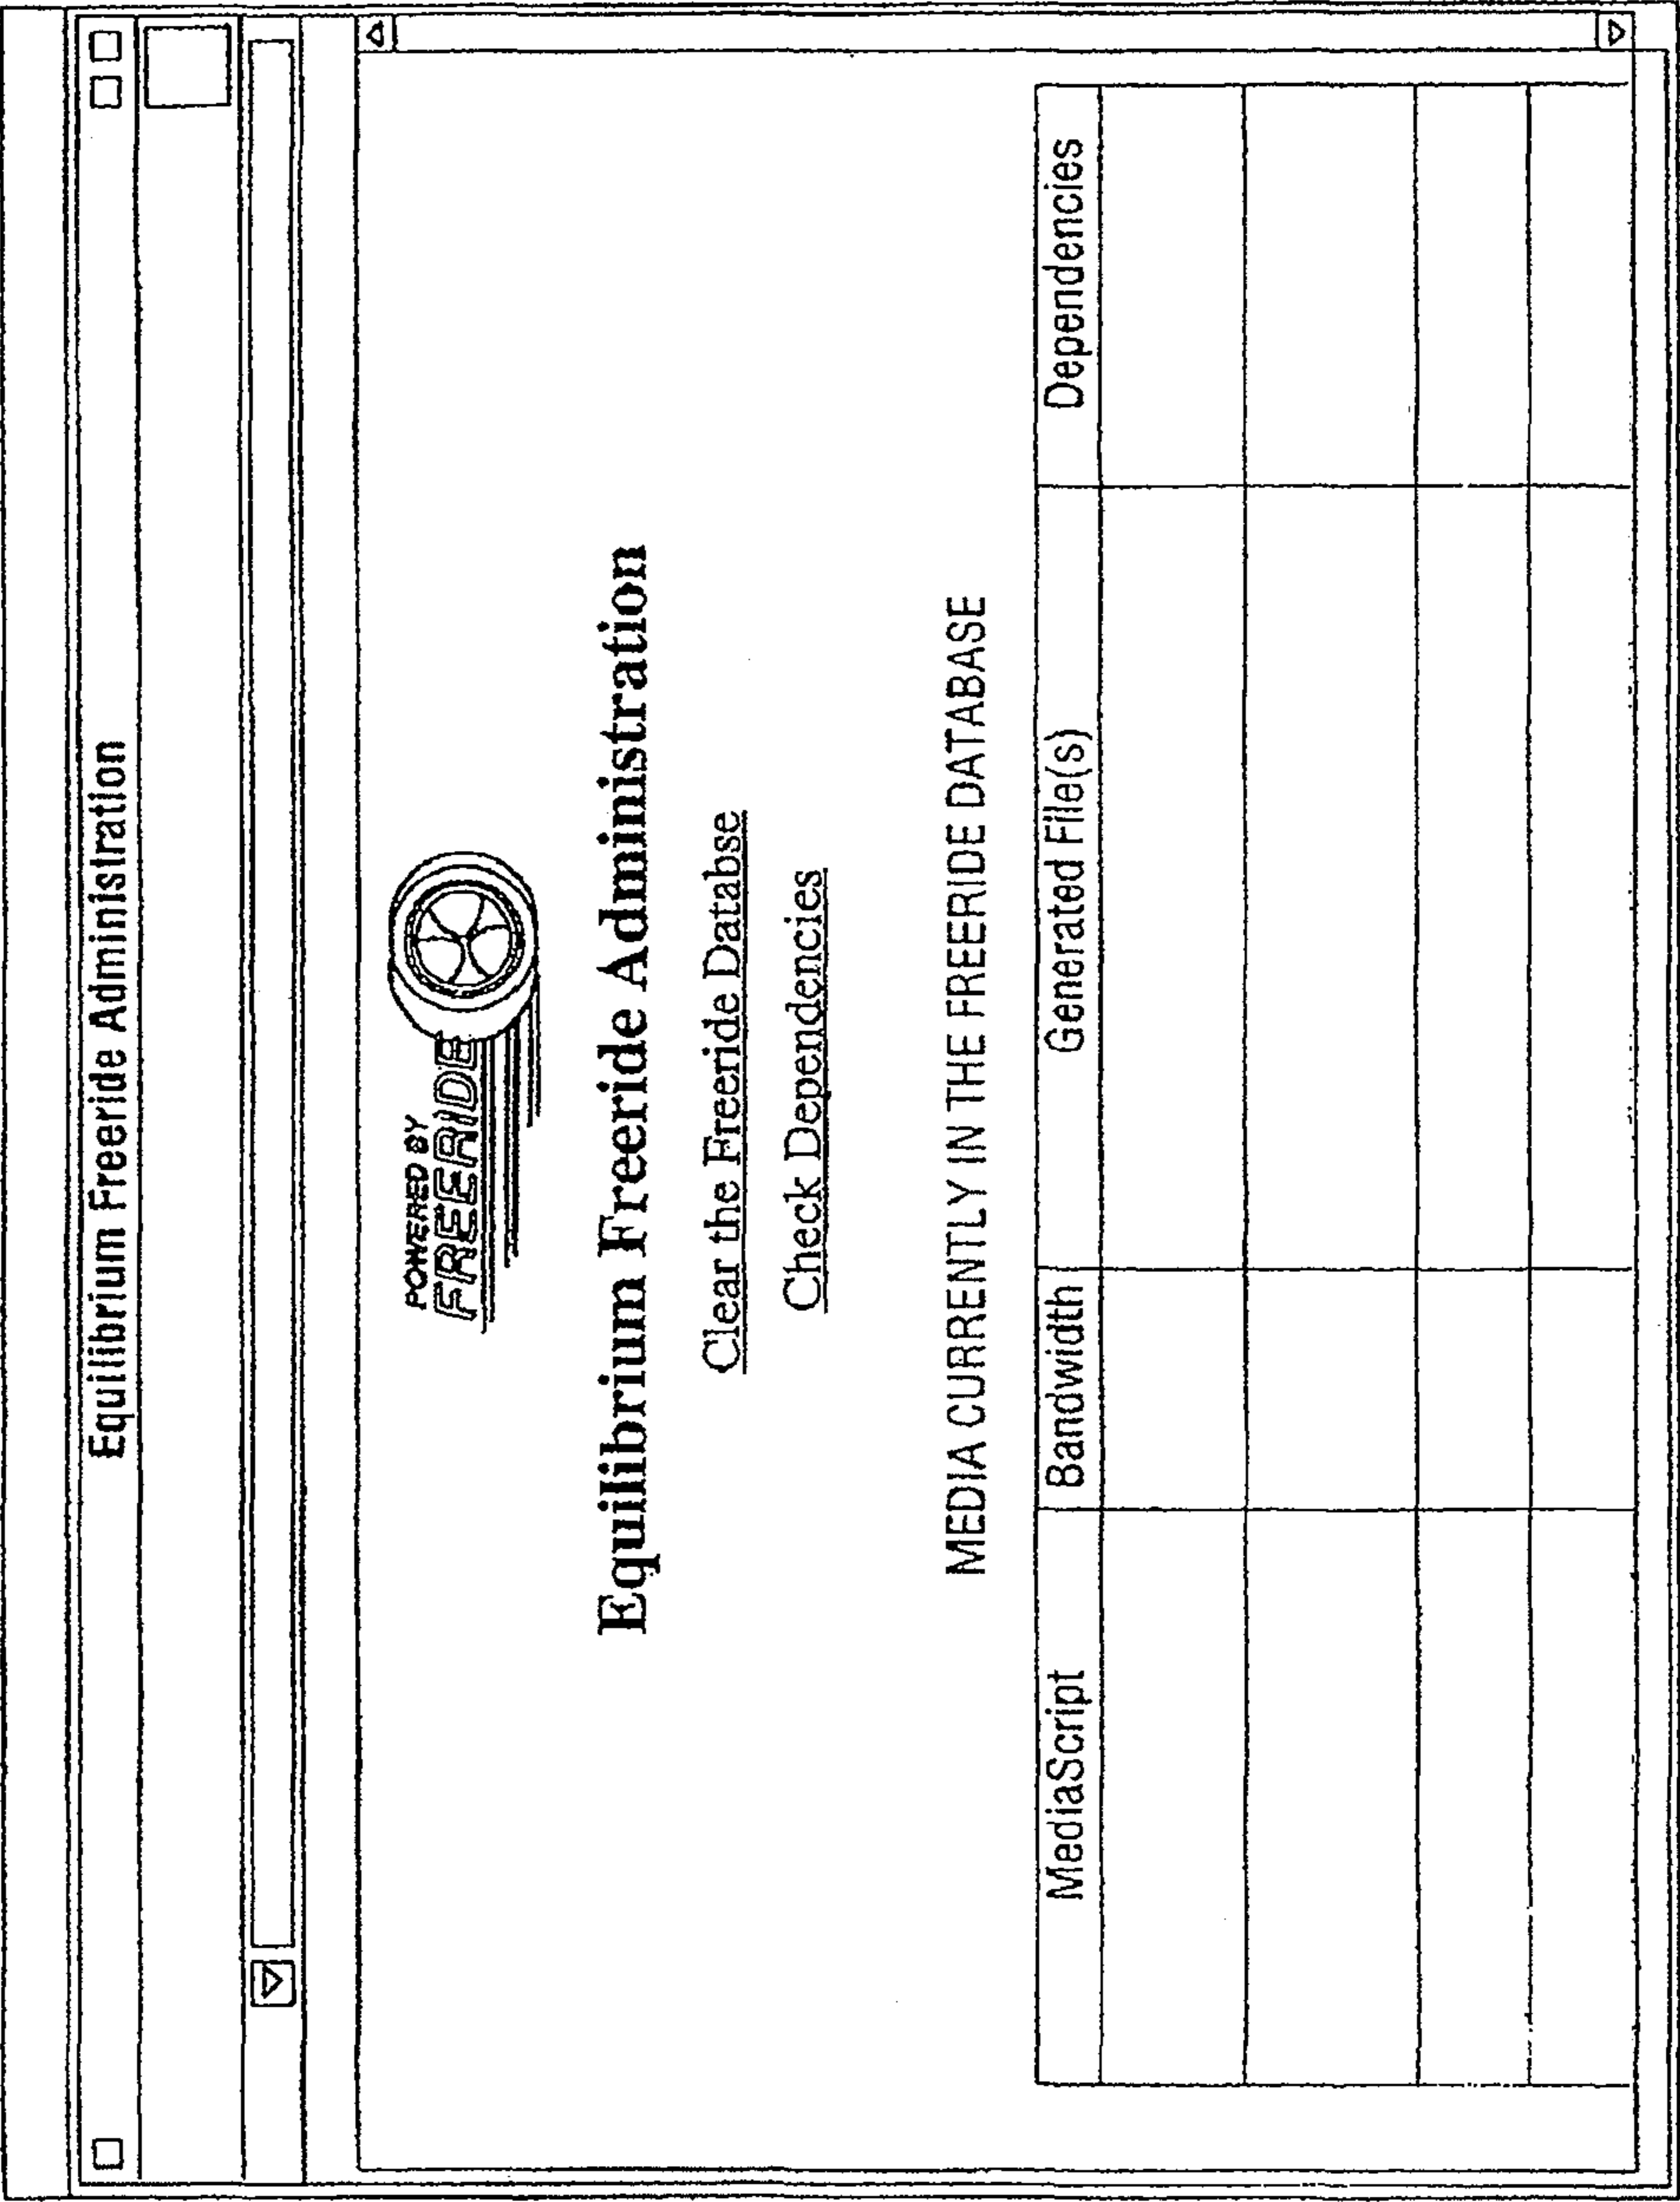 Equilibrium Freeride Administration
POWERED BY
FREERIDE
Equilibrium Freeride Administration
Clear the Freeride Databse
Check Dependencies
MEDIA CURRENTLY IN THE FREERIDE DATABASE
MediaScript Bandwidth Generated File(s) Dependencies